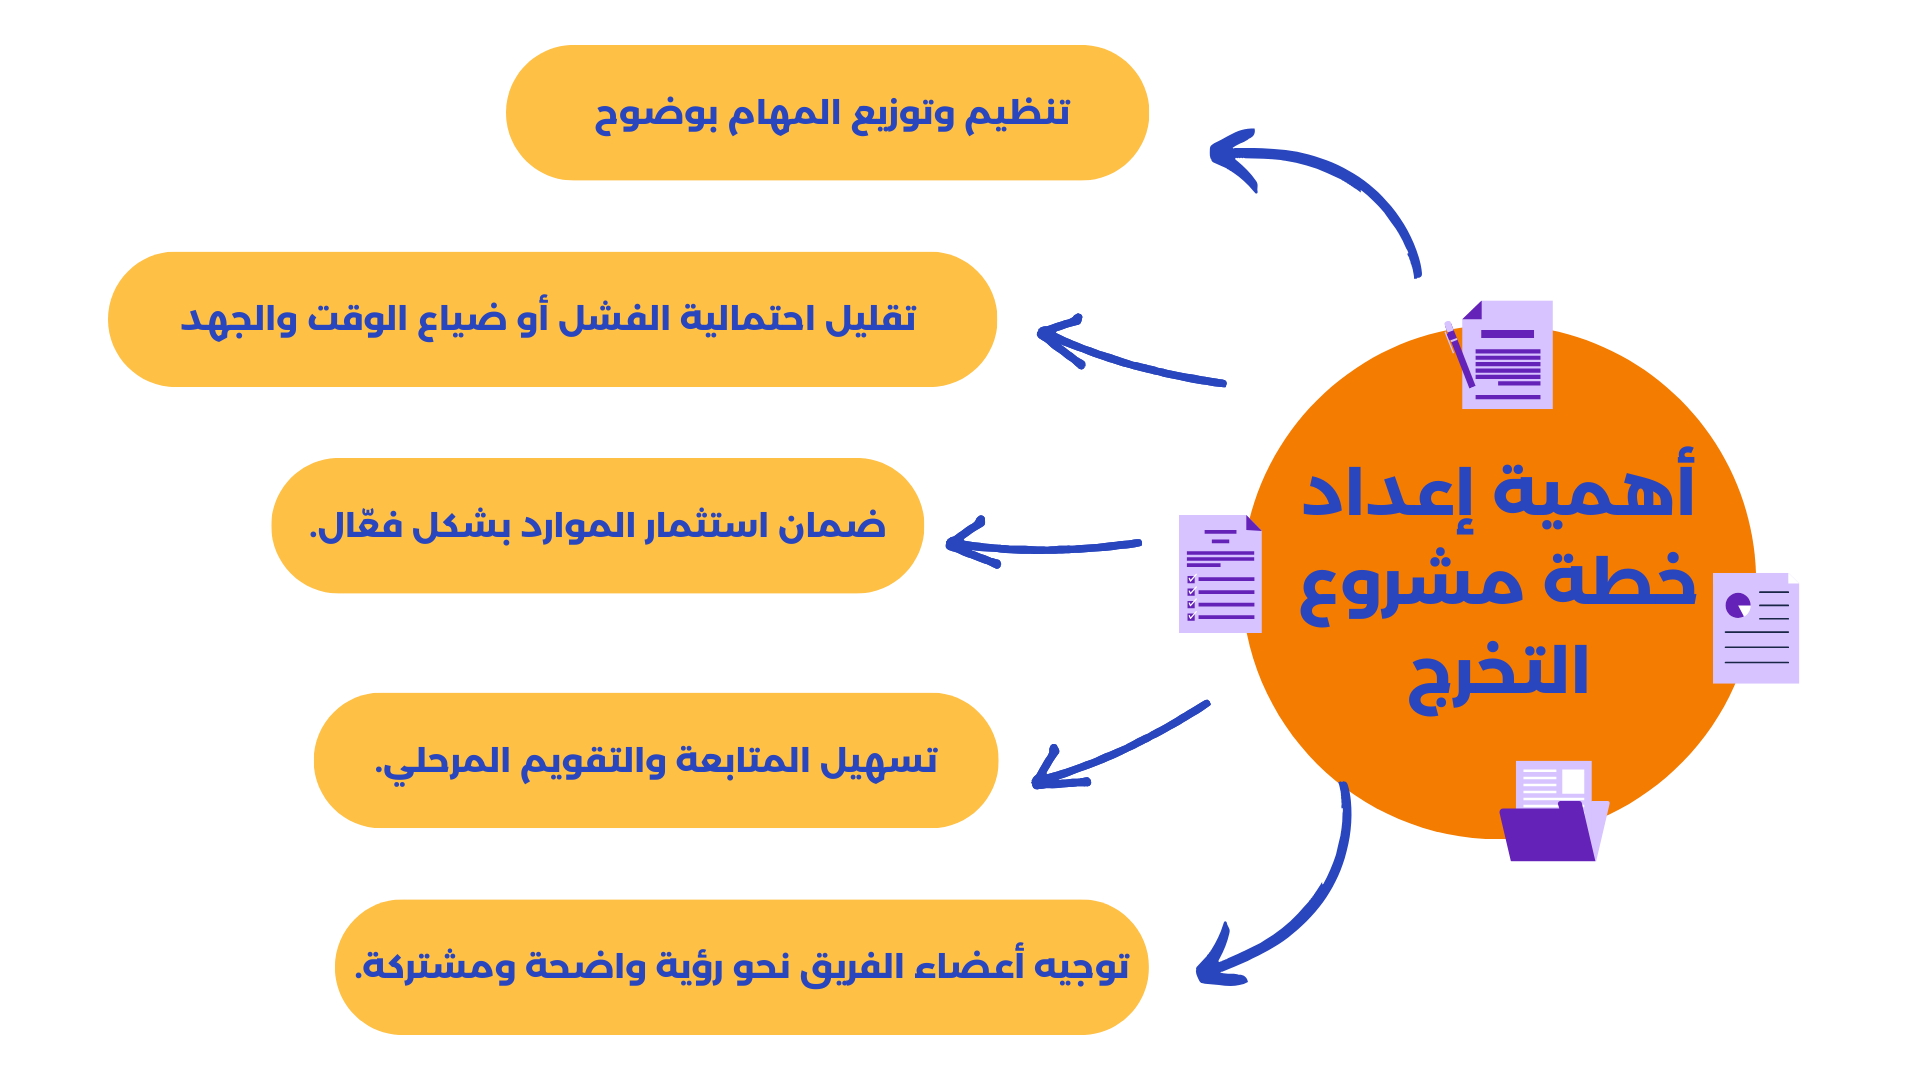 أهمية إعداد
خطة مشروع
التخرج
تنظيم وتوزيع المهام بوضوح
تقليل احتمالية الفشل أو ضياع الوقت والجهد
ضمان استثمار الموارد بشكل فعّال.
تسهيل المتابعة والتقويم المرحلي.
توجيه أعضاء الفريق نحو رؤية واضحة ومشتركة.